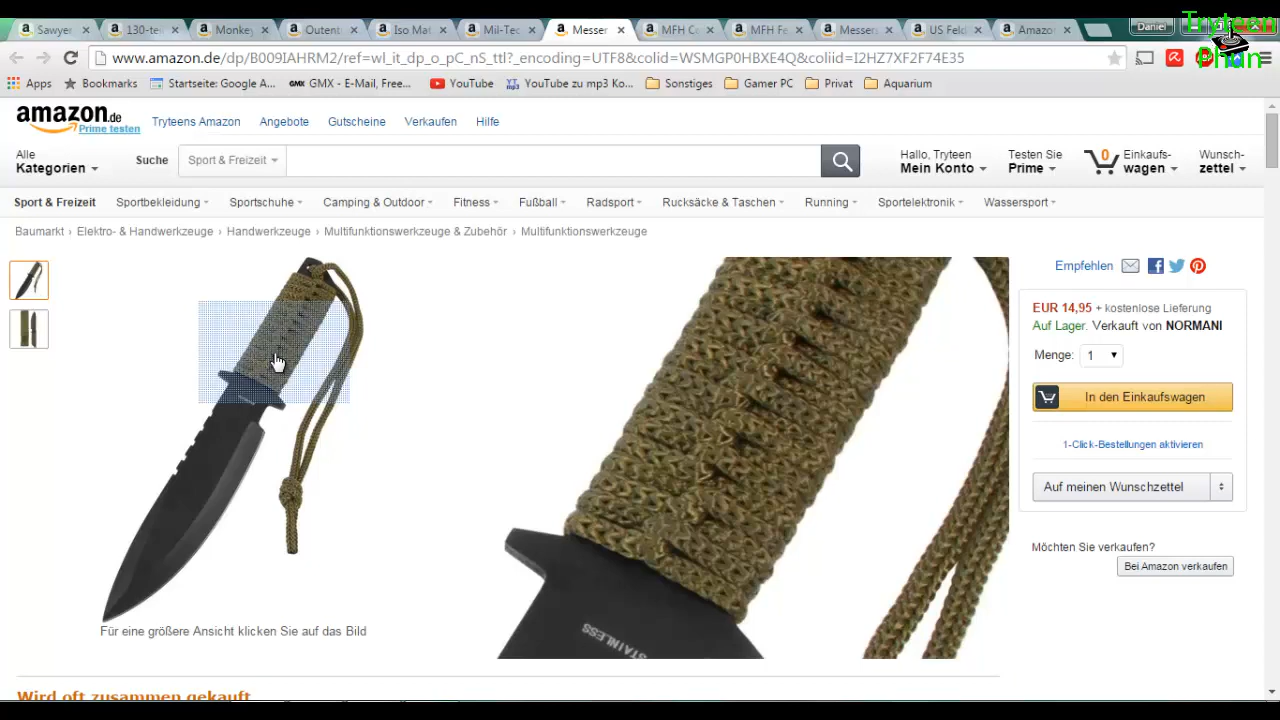 Sawyer
130-tei
Monkey
Outent
Iso Mat
Mil-Tec
Messer
MFH C
MFH Fe
Messer
US Feld
Amazo
Daniel
Tryteen
Phun
www.amazon.de/dp/B009IAHRM2/ref=wl_it_dp_o_pC_nS_ttl?_encoding=UTF8&colid=WSMGP0HBXE4Q&coliid=I2HZ7XF2F74E35
Apps Bookmarks Startseite: Google A... GMX - E-Mail, Free... YouTube YouTube zu mp3 Ko... Sonstiges Gamer PC Privat Aquarium
amazon.de
Prime testen
Tryteens Amazon Angebote Gutscheine Verkaufen Hilfe
Alle
Kategorien
Suche
Sport & Freizeit
Hallo, Tryteen
Mein Konto
Testen Sie
Prime
0
Einkaufs-
wagen
Wunsch-
zettel
Sport & Freizeit Sportbekleidung Sportschuhe Camping & Outdoor Fitness Fußball Radsport Rucksäcke & Taschen Running Sportelektronik Wassersport
Baumarkt › Elektro- & Handwerkzeuge › Handwerkzeuge › Multifunktionswerkzeuge & Zubehör › Multifunktionswerkzeuge
STAINLESS
Für eine größere Ansicht klicken Sie auf das Bild
Empfehlen
EUR 14,95 + kostenlose Lieferung
Auf Lager. Verkauft von NORMANI
Menge: 1
In den Einkaufswagen
1-Click-Bestellungen aktivieren
Auf meinen Wunschzettel
Möchten Sie verkaufen?
Bei Amazon verkaufen
Wird oft zusammen gekauft